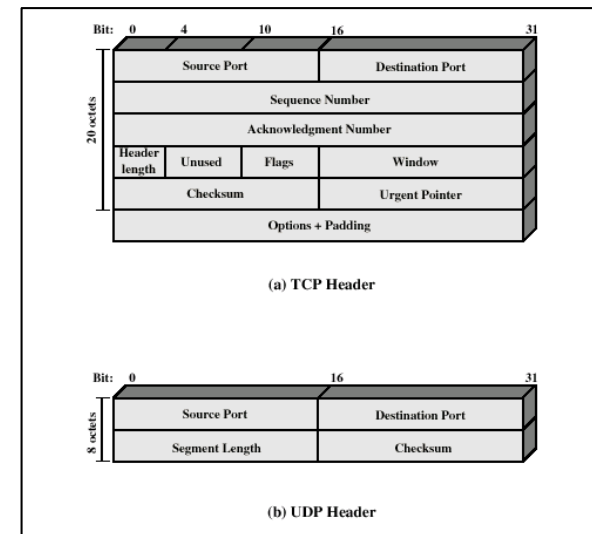 Bit: 0 4 10 16 31
Source Port Destination Port
Sequence Number
Acknowledgment Number
Header length Unused Flags Window
Checksum Urgent Pointer
Options + Padding
20 octets
(a) TCP Header
Bit: 0 16 31
Source Port Destination Port
Segment Length Checksum
8 octets
(b) UDP Header